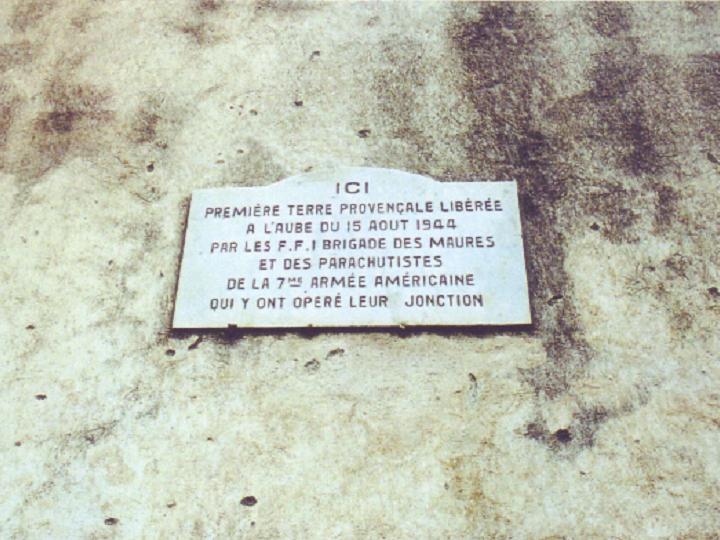 ICI
PREMIÈRE TERRE PROVENÇALE LIBÉRÉE
A L'AUBE DU 15 AOUT 1944
PAR LES F.F.I BRIGADE DES MAURES
ET DES PARACHUTISTES
DE LA 7ME ARMÉE AMÉRICAINE
QUI Y ONT OPERÉ LEUR JONCTION